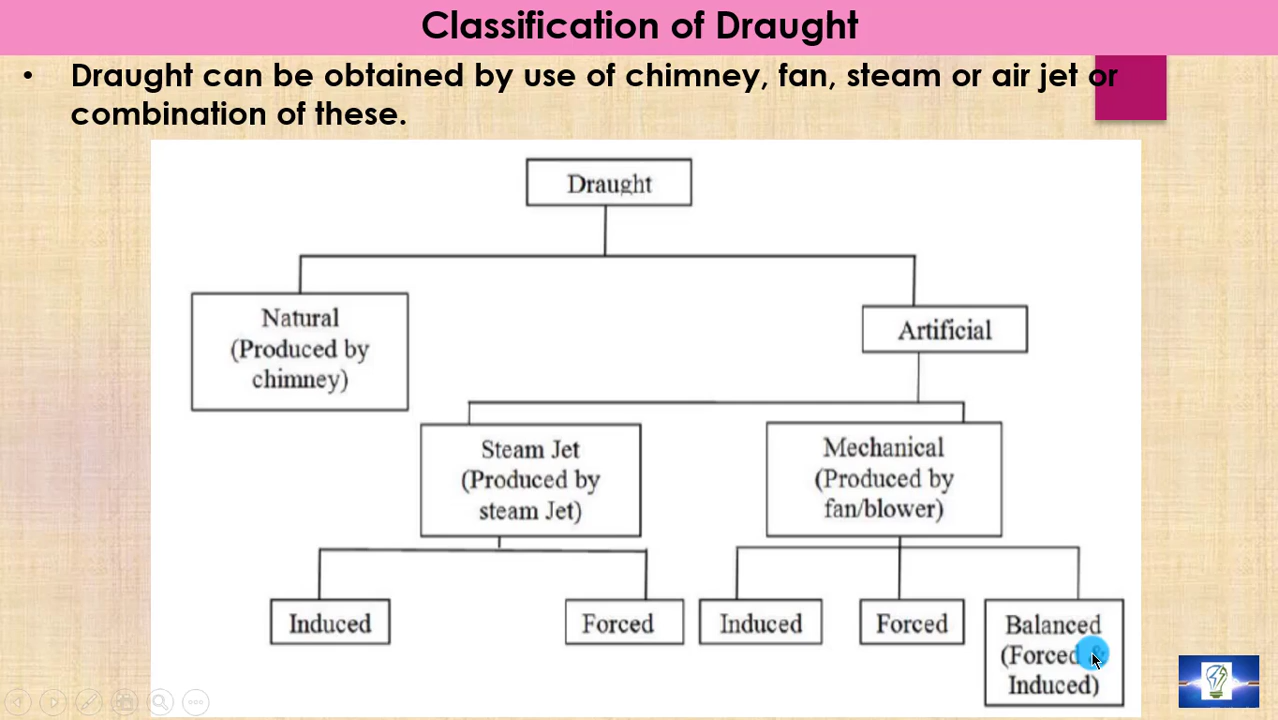 Classification of Draught
• Draught can be obtained by use of chimney, fan, steam or air jet or
combination of these.
Draught
Natural
(Produced by
chimney)
Artificial
Steam Jet
(Produced by
steam Jet)
Mechanical
(Produced by
fan/blower)
Induced
Forced
Induced
Forced
Balanced
(Forced &
Induced)